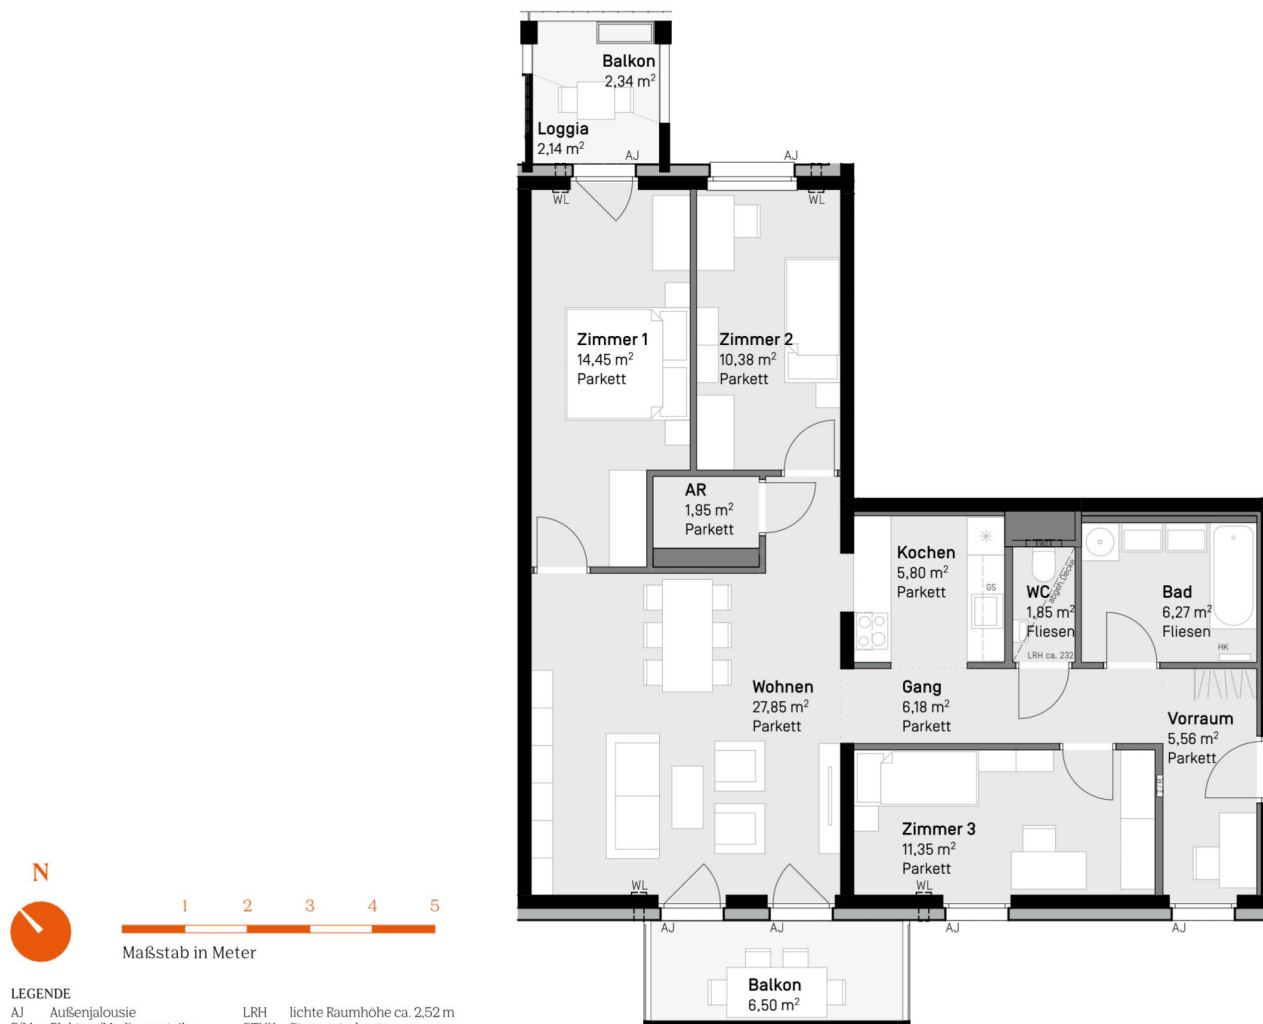 Balkon
2,34 m²
Loggia
2,14 m²
AJ
AJ
WL
WL
Zimmer 1
14,45 m²
Parkett
Zimmer 2
10,38 m²
Parkett
AR
1,95 m²
Parkett
Kochen
5,80 m²
Parkett
GS
WC
1,85 m²
Fliesen
abgeh.Decke
LRH ca. 232
Bad
6,27 m²
Fliesen
HK
Wohnen
27,85 m²
Parkett
Gang
6,18 m²
Parkett
Vorraum
5,56 m²
Parkett
Zimmer 3
11,35 m²
Parkett
WL
WL
AJ
AJ
AJ
AJ
Balkon
6,50 m²
N
1 2 3 4 5
Maßstab in Meter
LEGENDE
AJ Außenjalousie
LRH lichte Raumhöhe ca. 2,52 m